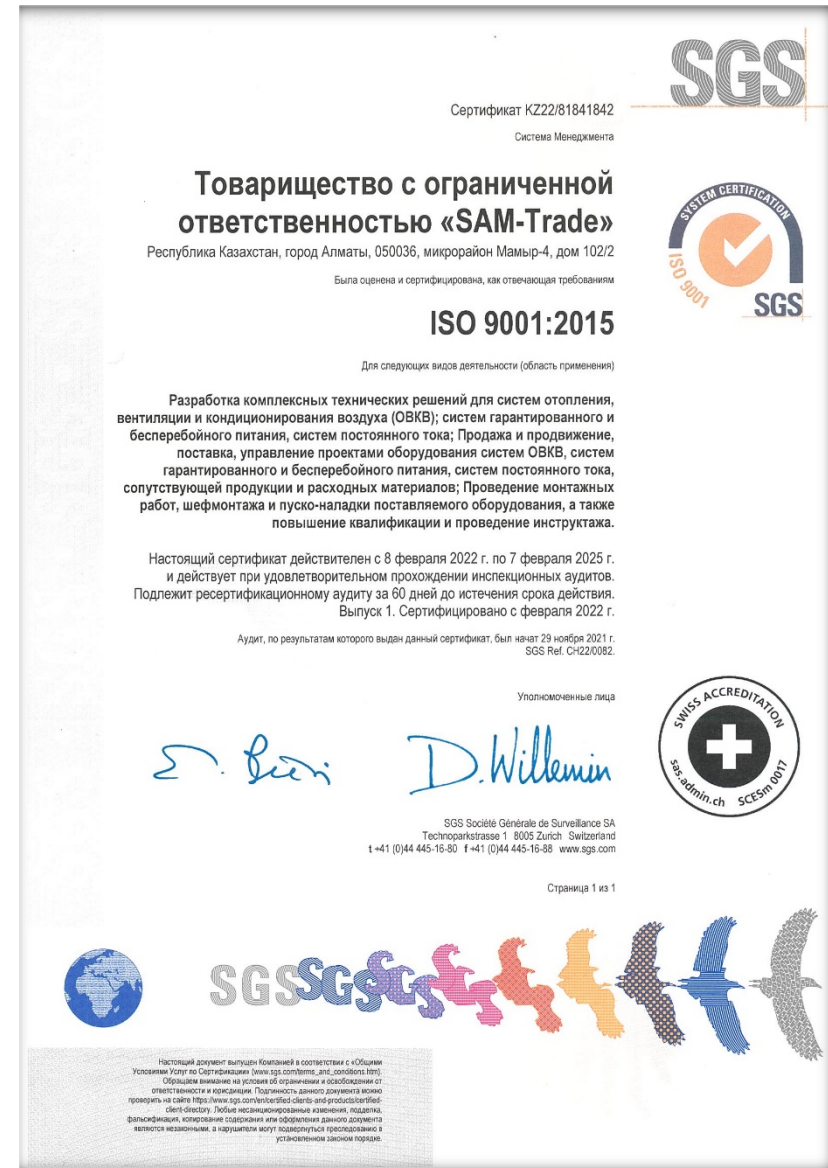 SGS
Сертификат KZ22/81841842
Система Менеджмента
Товарищество с ограниченной
ответственностью «SAM-Trade»
Республика Казахстан, город Алматы, 050036, микрорайон Мамыр-4, дом 102/2
Была оценена и сертифицирована, как отвечающая требованиям
SYSTEM CERTIFICATION
ISO 9001
SGS
ISO 9001:2015
Для следующих видов деятельности (область применения)
Разработка комплексных технических решений для систем отопления,
вентиляции и кондиционирования воздуха (ОВКВ); систем гарантированного и
бесперебойного питания, систем постоянного тока; Продажа и продвижение,
поставка, управление проектами оборудования систем ОВКВ, систем
гарантированного и бесперебойного питания, систем постоянного тока,
сопутствующей продукции и расходных материалов; Проведение монтажных
работ, шефмонтажа и пуско-наладки поставляемого оборудования, а также
повышение квалификации и проведение инструктажа.
Настоящий сертификат действителен с 8 февраля 2022 г. по 7 февраля 2025 г.
и действует при удовлетворительном прохождении инспекционных аудитов.
Подлежит ресертификационному аудиту за 60 дней до истечения срока действия.
Выпуск 1. Сертифицировано с февраля 2022 г.
Аудит, по результатам которого выдан данный сертификат, был начат 29 ноября 2021 г.
SGS Ref. CH22/0082.
Уполномоченные лица
D. Willemin
SWISS ACCREDITATION
sas.admin.ch SCESm 0017
SGS Société Générale de Surveillance SA
Technoparkstrasse 1 8005 Zurich Switzerland
t +41 (0)44 445-16-80 f +41 (0)44 445-16-88 www.sgs.com
Страница 1 из 1
SGS SGS SGS
Настоящий документ выпущен Компанией в соответствии с «Общими
Условиями Услуг по Сертификации» (www.sgs.com/terms_and_conditions.htm).
Обращаем внимание на условия об ограничении и освобождении от
ответственности и юрисдикции. Подлинность данного документа можно
проверить на сайте https://www.sgs.com/en/certified-clients-and-products/certified-
client-directory. Любые несанкционированные изменения, подделка,
фальсификация, копирование содержания или оформления данного документа
являются незаконными, а нарушители могут подвергнуться преследованию в
установленном законом порядке.